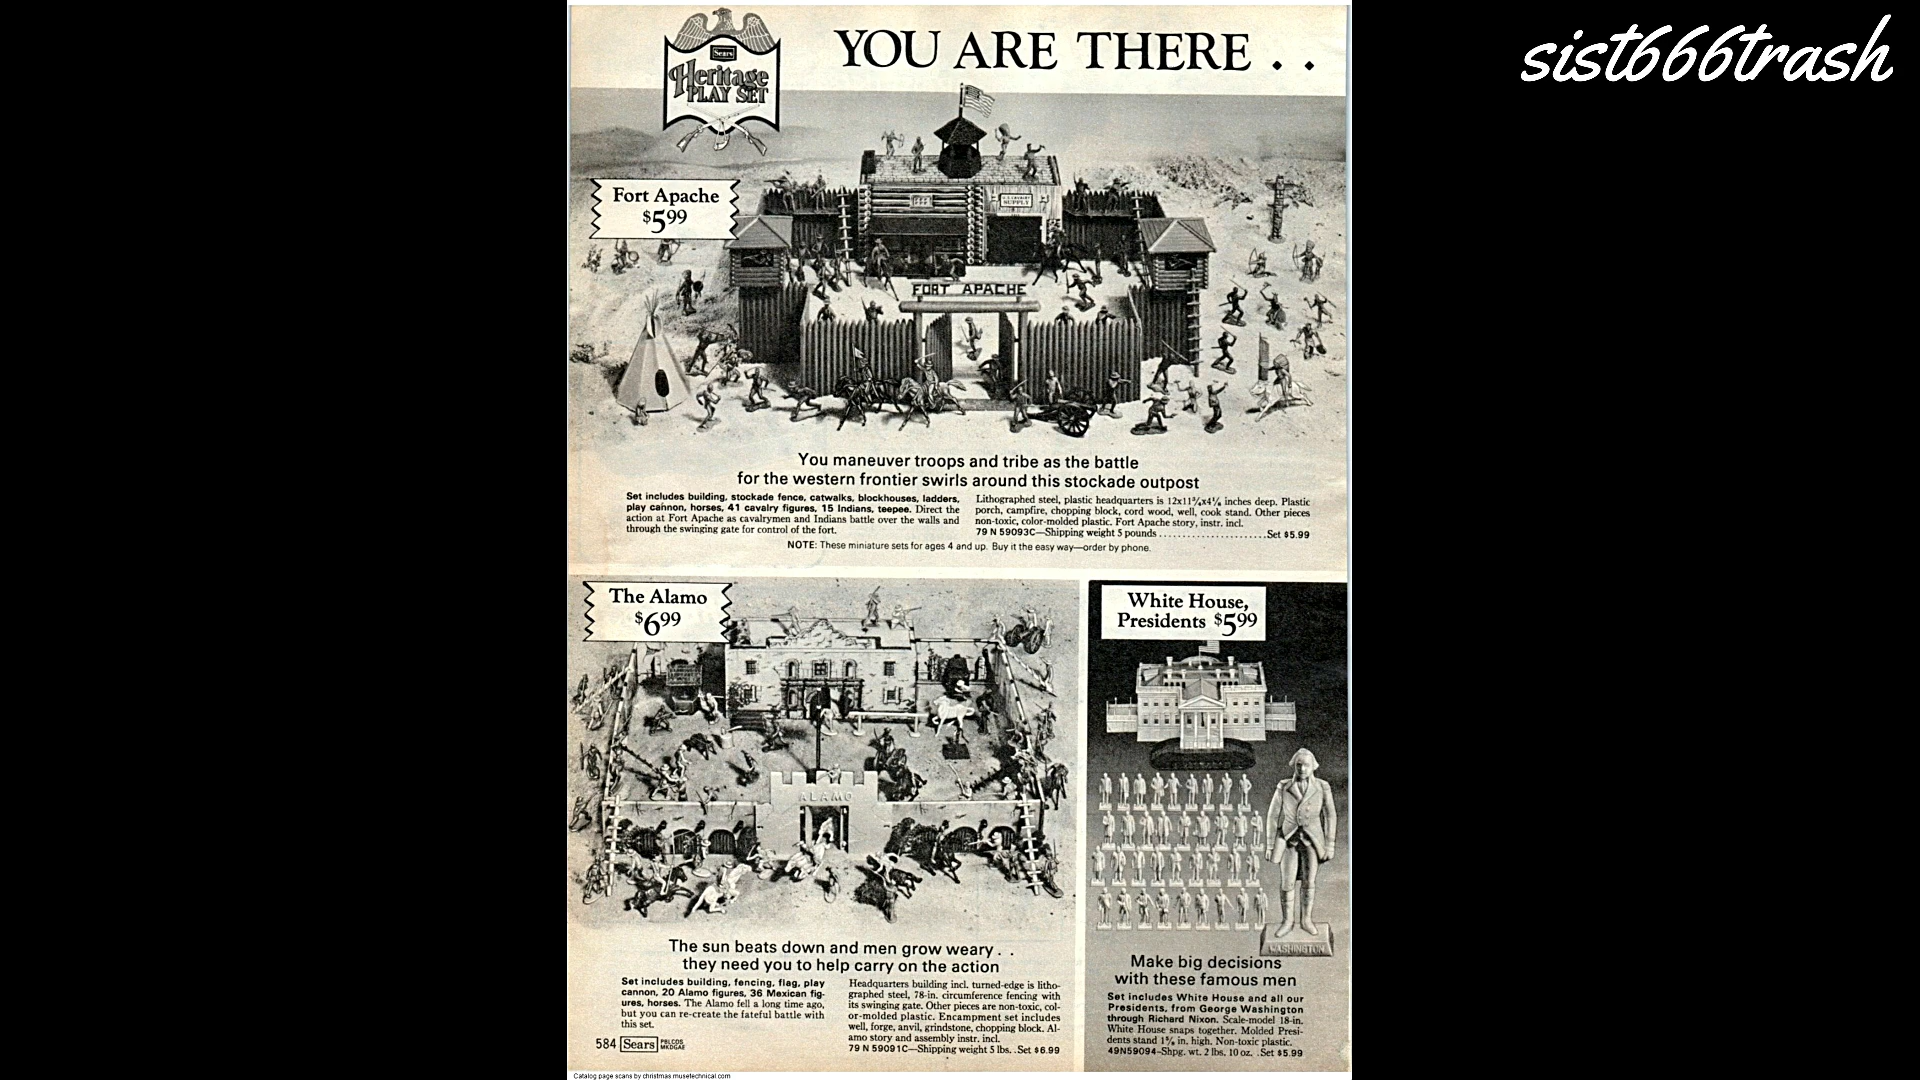 sist666trash
YOU ARE THERE . .
Sears
Heritage
PLAY SET
Fort Apache
$5.99
SUPPLY
FORT APACHE
You maneuver troops and tribe as the battle
for the western frontier swirls around this stockade outpost
Set includes building, stockade fence, catwalks, blockhouses, ladders,
play cannon, horses, 41 cavalry figures, 15 Indians, teepee. Direct the
action at Fort Apache as cavalrymen and Indians battle over the walls and
through the swinging gate for control of the fort.
Lithographed steel, plastic headquarters is 12x11¾x4¼ inches deep. Plastic
porch, campfire, chopping block, cord wood, well, cook stand. Other pieces
non-toxic, color-molded plastic. Fort Apache story, instr. incl.
79 N 59093C—Shipping weight 5 pounds . . . . . . . . . . . . . . . . . . . . . . .Set $5.99
NOTE: These miniature sets for ages 4 and up. Buy it the easy way—order by phone.
The Alamo
$6.99
ALAMO
The sun beats down and men grow weary . .
they need you to help carry on the action
Set includes building, fencing, flag, play
cannon, 20 Alamo figures, 36 Mexican fig-
ures, horses. The Alamo fell a long time ago,
but you can re-create the fateful battle with
this set.
Headquarters building incl. turned-edge is litho-
graphed steel, 78-in. circumference fencing with
its swinging gate. Other pieces are non-toxic, col-
or-molded plastic. Encampment set includes
well, forge, anvil, grindstone, chopping block. Al-
amo story and assembly instr. incl.
79 N 59091C—Shipping weight 5 lbs. .Set $6.99
White House,
Presidents $5.99
WASHINGTON
Make big decisions
with these famous men
Set includes White House and all our
Presidents, from George Washington
through Richard Nixon. Scale-model 18-in.
White House snaps together. Molded Presi-
dents stand 1⅝ in. high. Non-toxic plastic.
49N59094–Shpg. wt. 2 lbs. 10 oz. .Set $5.99
584 Sears PBLCDS
MKDGAE
Catalog page scans by christmas.musetechnical.com